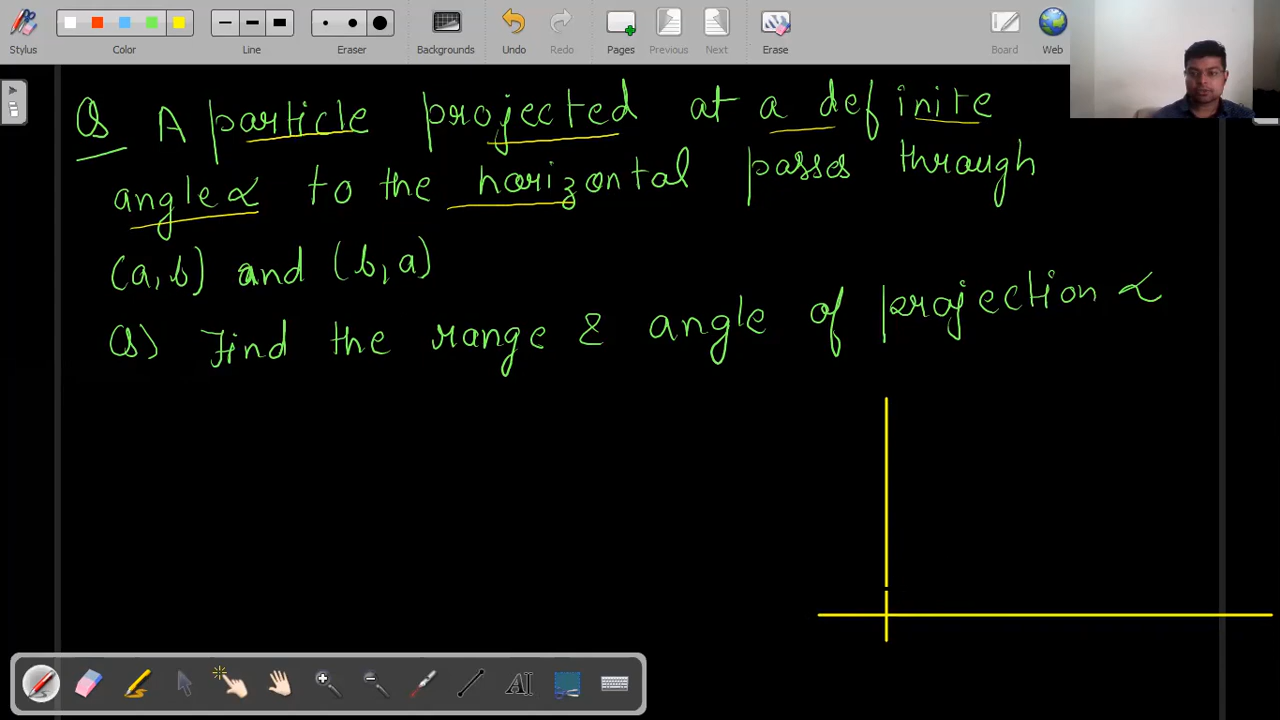 Stylus Color Line Eraser Backgrounds Undo Redo Pages Previous Next Erase Board Web
Q A particle projected at a definite
angle α to the horizontal passes through
(a, b) and (b, a)
Q) Find the range & angle of projection α
AI